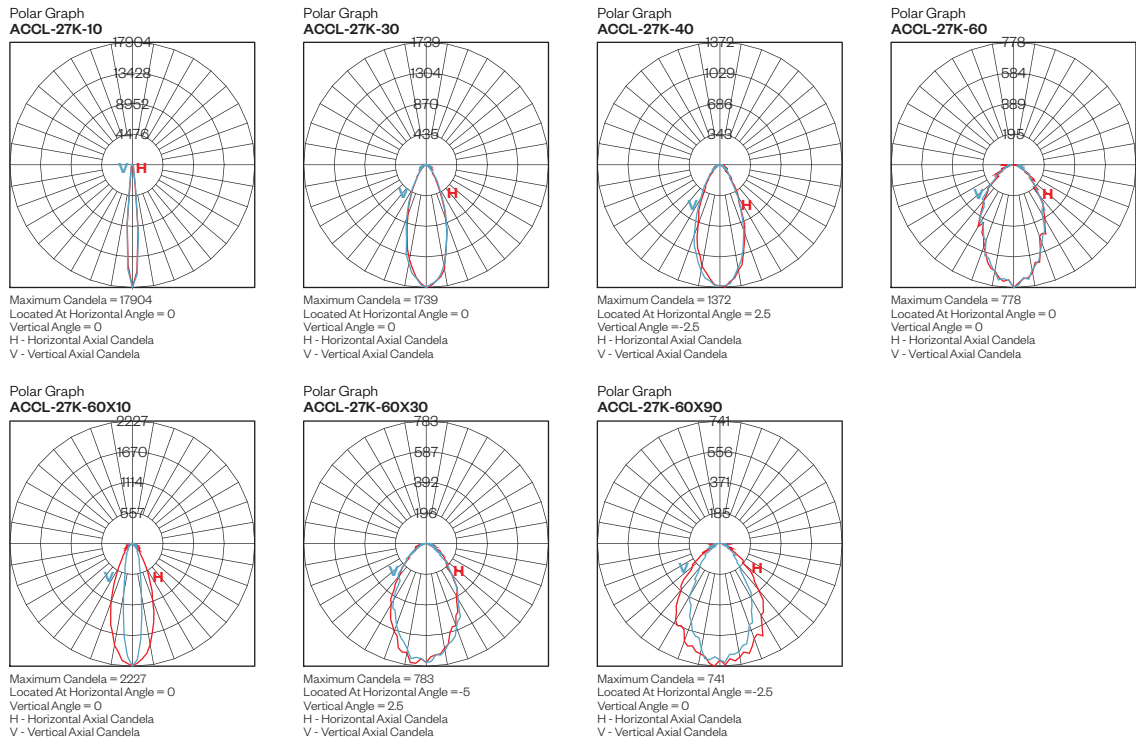 Polar Graph
ACCL-27K-10
17904
13428
8952
4476
V H
Maximum Candela = 17904
Located At Horizontal Angle = 0
Vertical Angle = 0
H - Horizontal Axial Candela
V - Vertical Axial Candela
Polar Graph
ACCL-27K-30
1739
1304
870
435
V H
Maximum Candela = 1739
Located At Horizontal Angle = 0
Vertical Angle = 0
H - Horizontal Axial Candela
V - Vertical Axial Candela
Polar Graph
ACCL-27K-40
1372
1029
686
343
V H
Maximum Candela = 1372
Located At Horizontal Angle = 2.5
Vertical Angle =-2.5
H - Horizontal Axial Candela
V - Vertical Axial Candela
Polar Graph
ACCL-27K-60
778
584
389
195
V H
Maximum Candela = 778
Located At Horizontal Angle = 0
Vertical Angle = 0
H - Horizontal Axial Candela
V - Vertical Axial Candela
Polar Graph
ACCL-27K-60X10
2227
1670
1114
557
V H
Maximum Candela = 2227
Located At Horizontal Angle = 0
Vertical Angle = 0
H - Horizontal Axial Candela
V - Vertical Axial Candela
Polar Graph
ACCL-27K-60X30
783
587
392
196
V H
Maximum Candela = 783
Located At Horizontal Angle = -5
Vertical Angle = 2.5
H - Horizontal Axial Candela
V - Vertical Axial Candela
Polar Graph
ACCL-27K-60X90
741
556
371
185
V H
Maximum Candela = 741
Located At Horizontal Angle =-2.5
Vertical Angle = 0
H - Horizontal Axial Candela
V - Vertical Axial Candela